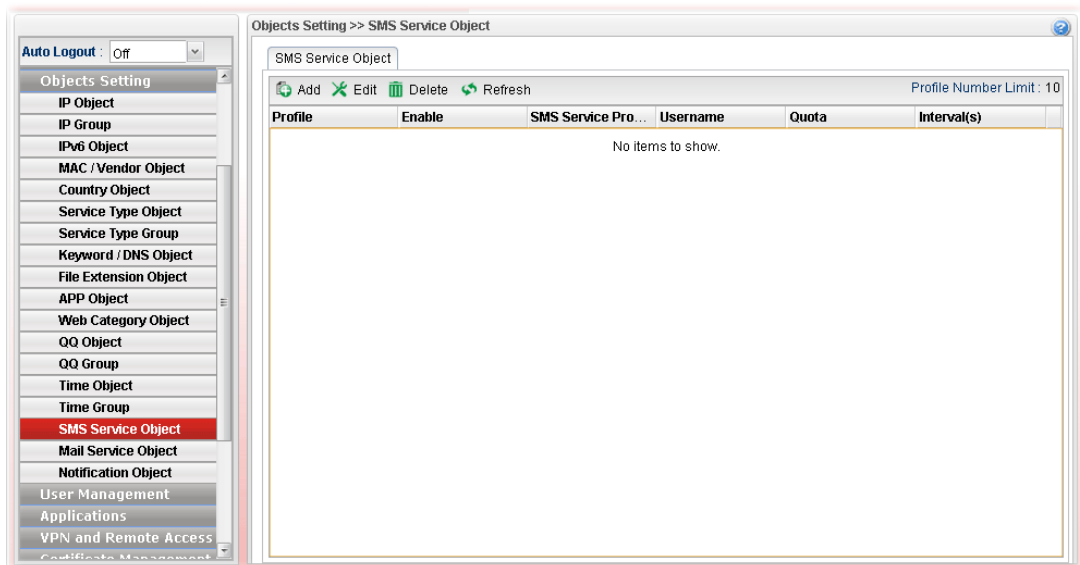 Objects Setting >> SMS Service Object
Auto Logout : Off
SMS Service Object
Add Edit Delete Refresh Profile Number Limit : 10
Profile Enable SMS Service Pro... Username Quota Interval(s)
No items to show.
Objects Setting
IP Object
IP Group
IPv6 Object
MAC / Vendor Object
Country Object
Service Type Object
Service Type Group
Keyword / DNS Object
File Extension Object
APP Object
Web Category Object
QQ Object
QQ Group
Time Object
Time Group
SMS Service Object
Mail Service Object
Notification Object
User Management
Applications
VPN and Remote Access
Certificate Management